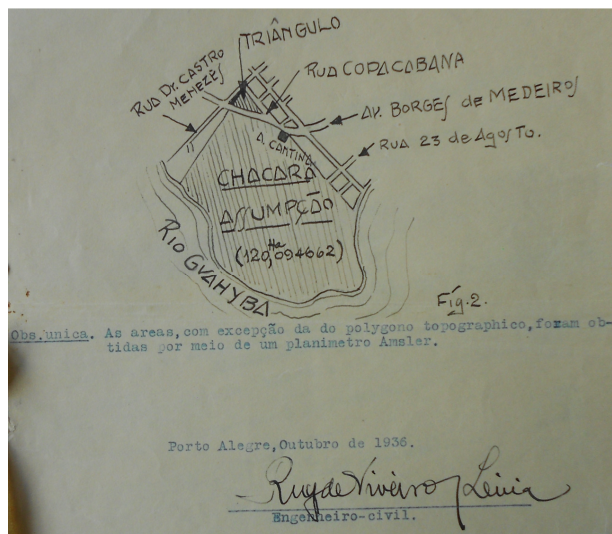 TRIÂNGULO
RUA Dr. CASTRO
MENEZES
RUA COPACABANA
AV. BORGES de MEDEIROS
RUA 23 de AGOSTO.
A. CANTINA
CHACARA
ASSUMPÇÃO
(120,Ha094662)
RIO GUAHYBA
Fig.2.
Obs.unica. As areas,com excepção da do polygono topographico,foram ob-
tidas por meio de um planimetro Amsler.
Porto Alegre,Outubro de 1936.
Ruy de Viveiros Leiria
Engenheiro-civil.